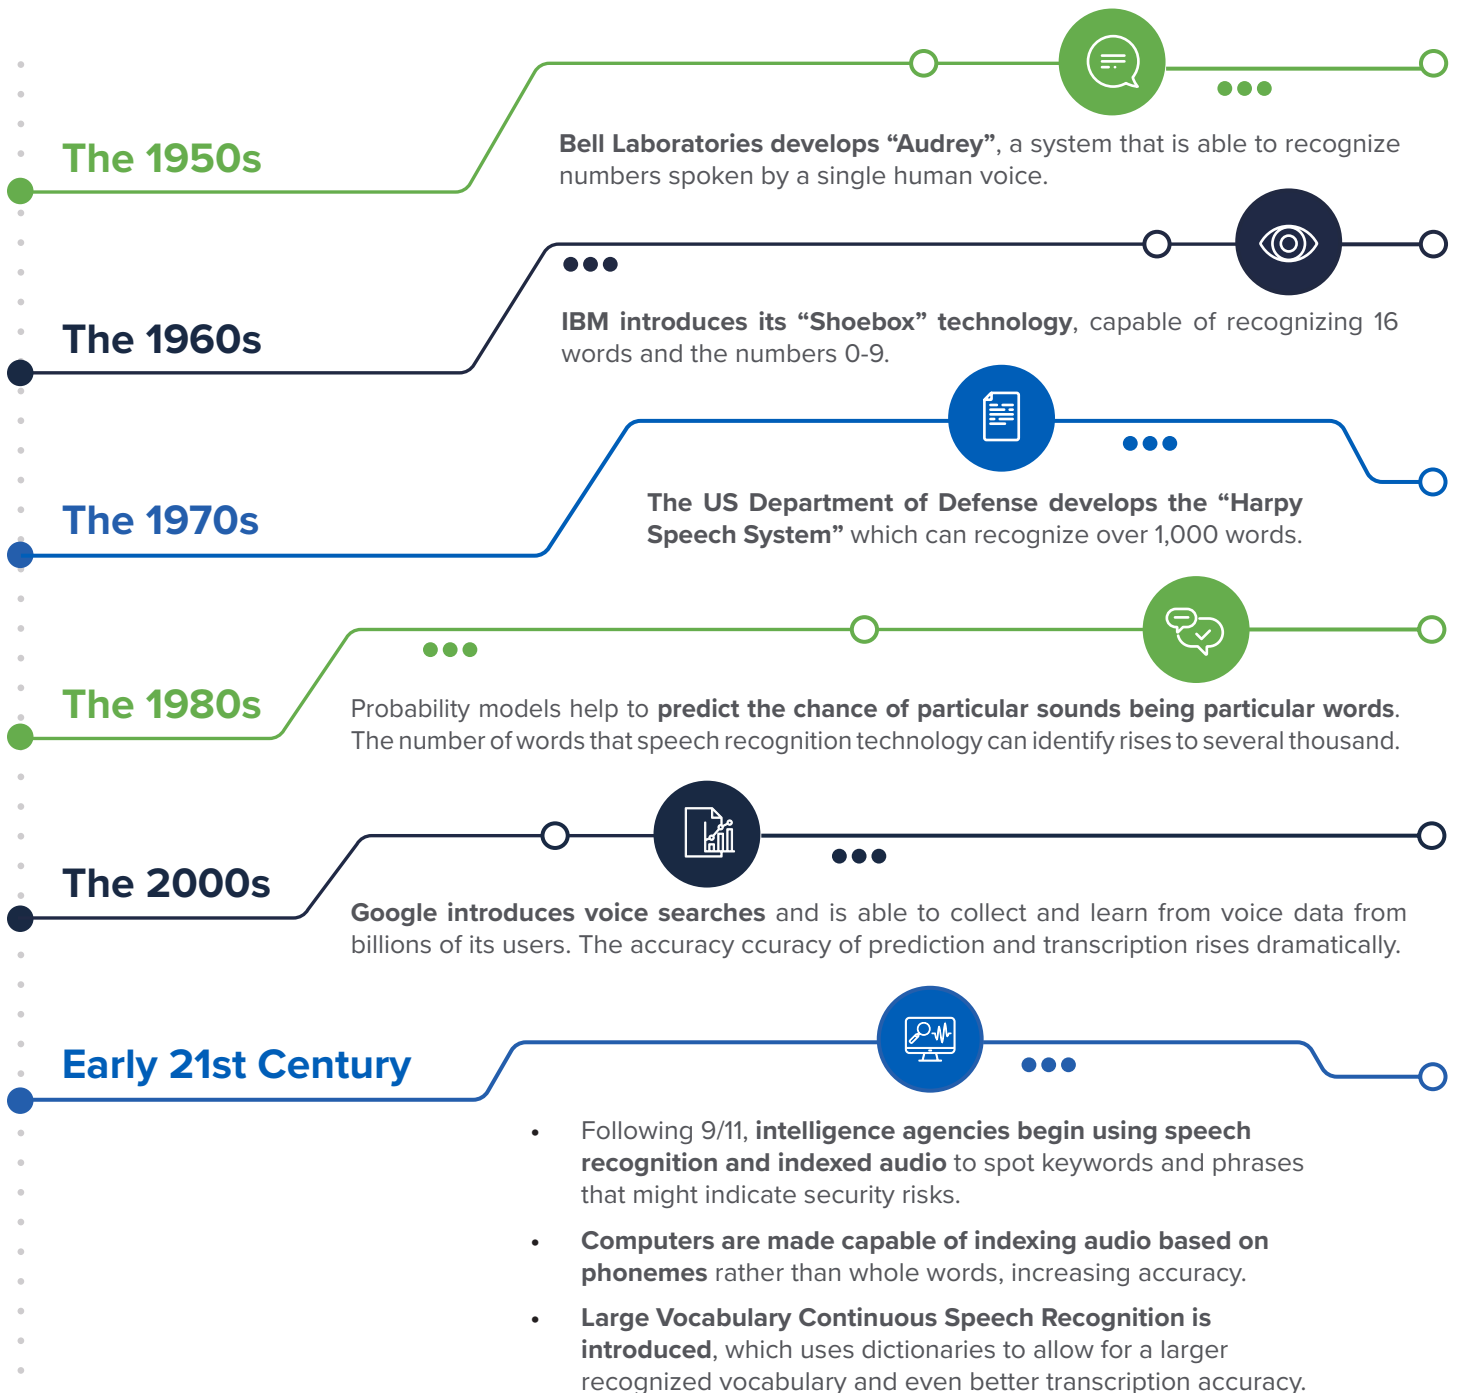 The 1950s
Bell Laboratories develops “Audrey”, a system that is able to recognize
numbers spoken by a single human voice.
The 1960s
IBM introduces its “Shoebox” technology, capable of recognizing 16
words and the numbers 0-9.
The 1970s
The US Department of Defense develops the “Harpy
Speech System” which can recognize over 1,000 words.
The 1980s
Probability models help to predict the chance of particular sounds being particular words.
The number of words that speech recognition technology can identify rises to several thousand.
The 2000s
Google introduces voice searches and is able to collect and learn from voice data from
billions of its users. The accuracy ccuracy of prediction and transcription rises dramatically.
Early 21st Century
• Following 9/11, intelligence agencies begin using speech
recognition and indexed audio to spot keywords and phrases
that might indicate security risks.
• Computers are made capable of indexing audio based on
phonemes rather than whole words, increasing accuracy.
• Large Vocabulary Continuous Speech Recognition is
introduced, which uses dictionaries to allow for a larger
recognized vocabulary and even better transcription accuracy.